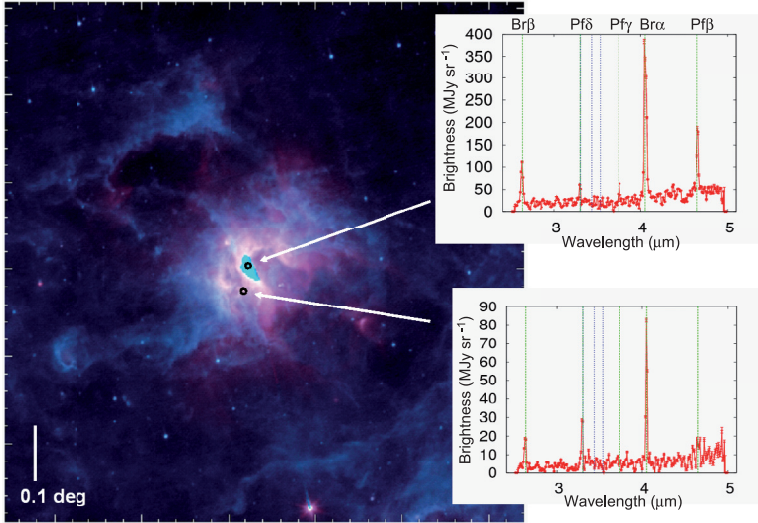 Brβ Pfδ Pfγ Brα Pfβ
400
350
300
250
200
150
100
50
0
Brightness (MJy sr⁻¹)
3 4 5
Wavelength (μm)
90
80
70
60
50
40
30
20
10
0
Brightness (MJy sr⁻¹)
3 4 5
Wavelength (μm)
0.1 deg